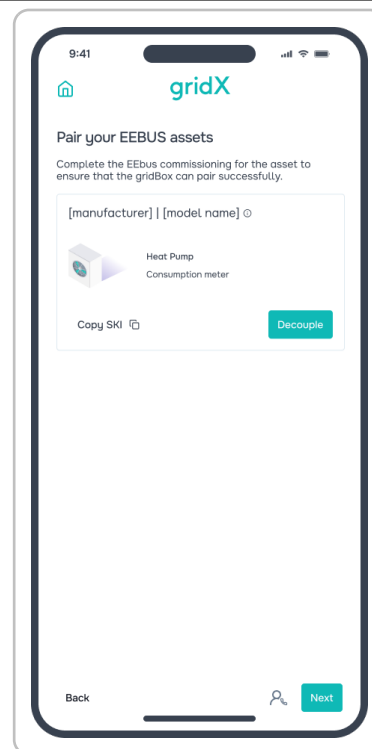 9:41
gridX
Pair your EEBUS assets
Complete the EEbus commissioning for the asset to
ensure that the gridBox can pair successfully.
[manufacturer] | [model name]
Heat Pump
Consumption meter
Copy SKI
Decouple
Back
Next